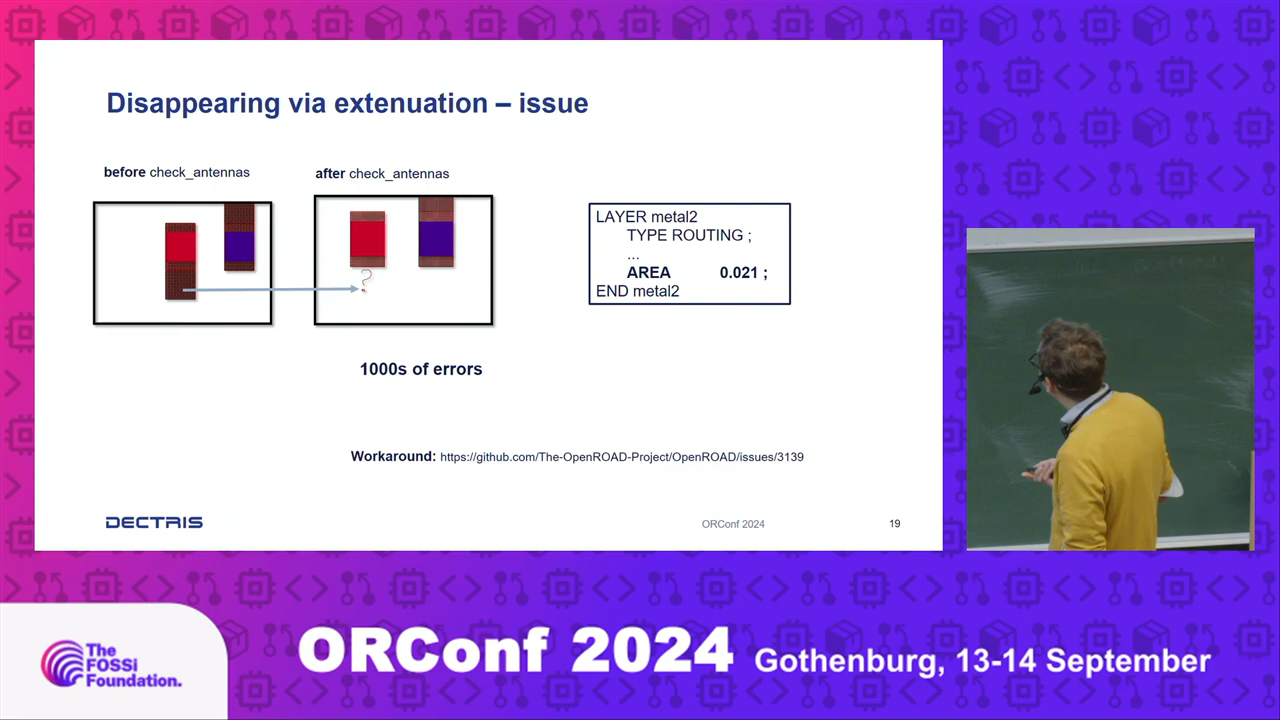 Disappearing via extenuation – issue
before check_antennas
after check_antennas
?
LAYER metal2
TYPE ROUTING ;
...
AREA 0.021 ;
END metal2
1000s of errors
Workaround: https://github.com/The-OpenROAD-Project/OpenROAD/issues/3139
DECTRIS
ORConf 2024
19
The
FOSSi
Foundation.
ORConf 2024 Gothenburg, 13-14 September